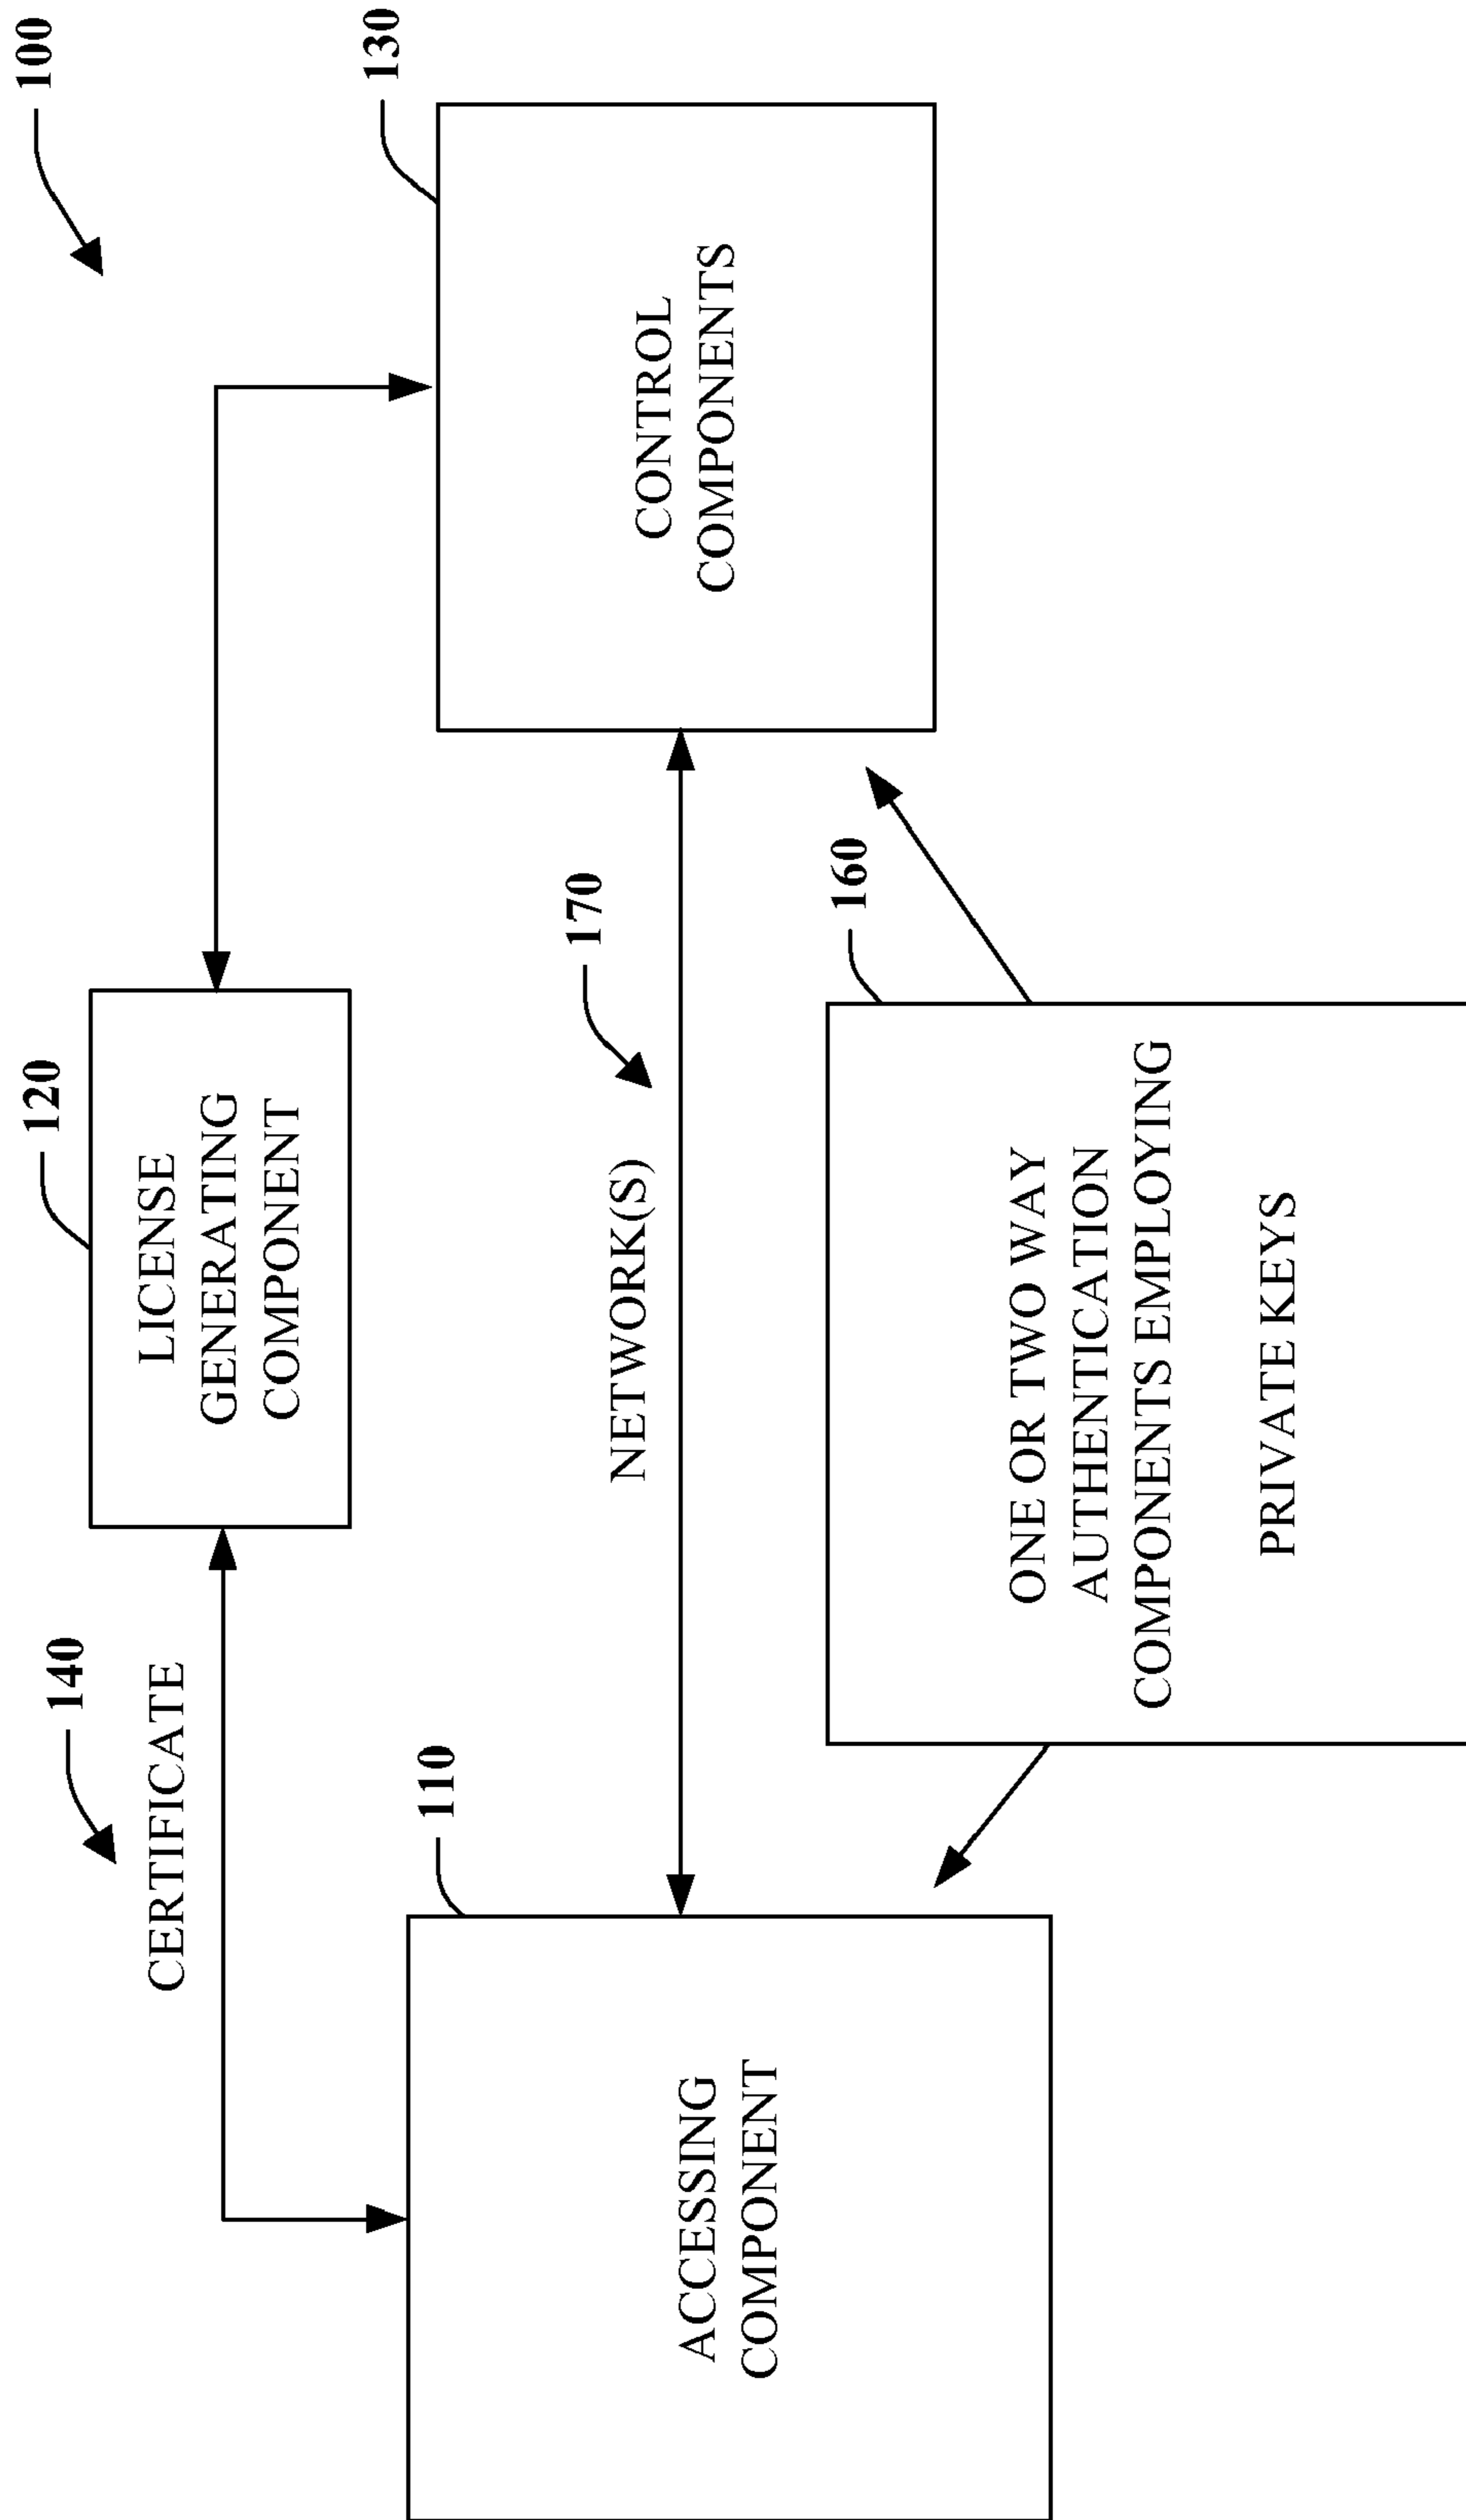 100
120
LICENSE
GENERATING
COMPONENT
130
140
CERTIFICATE
110
170
NETWORK(S)
CONTROL
COMPONENTS
ACCESSING
COMPONENT
160
ONE OR TWO WAY
AUTHENTICATION
COMPONENTS EMPLOYING
PRIVATE KEYS